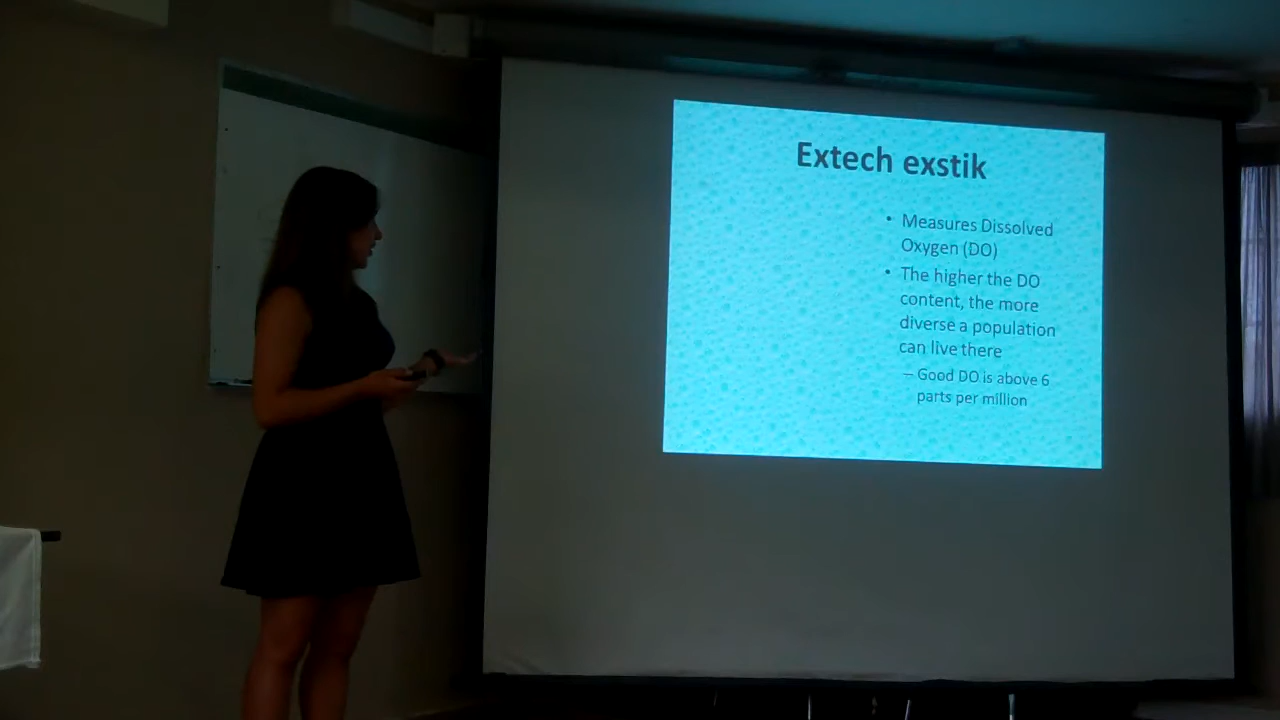 Extech exstik
• Measures Dissolved
Oxygen (DO)
• The higher the DO
content, the more
diverse a population
can live there
– Good DO is above 6
parts per million